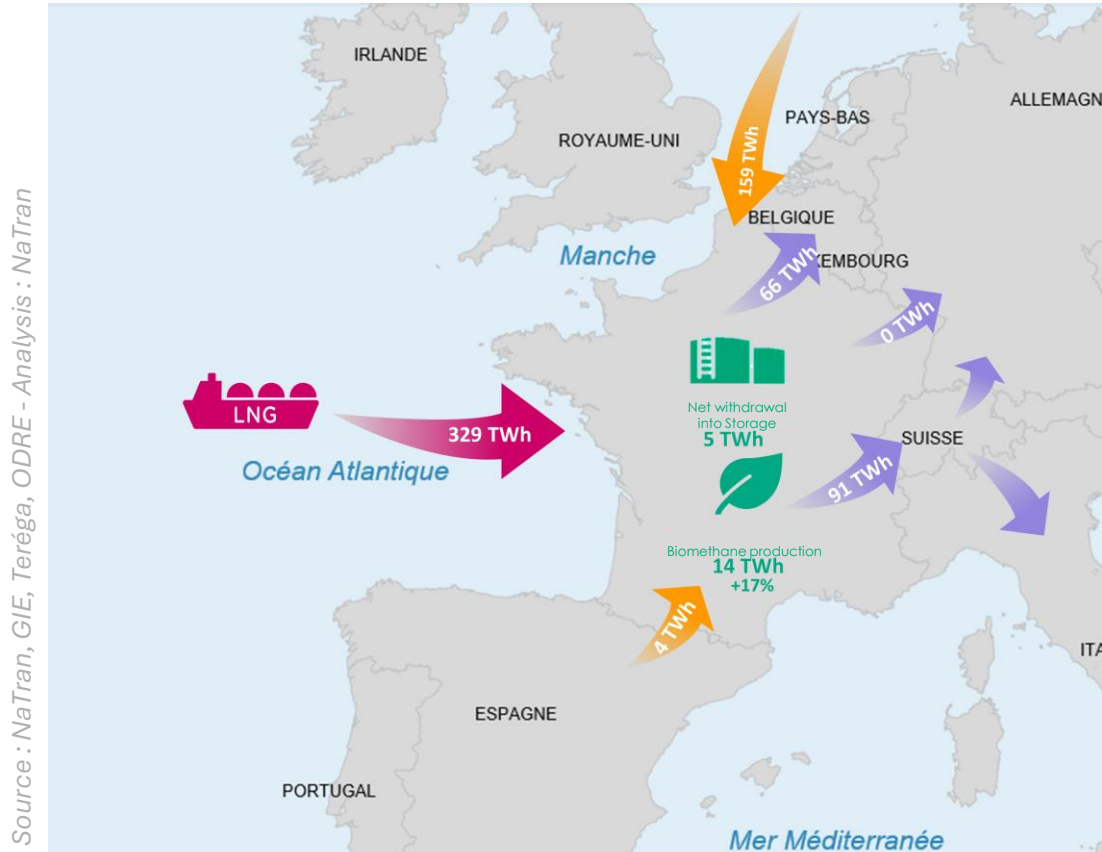 Source : NaTran, GIE, Teréga, ODRE - Analysis : NaTran
IRLANDE
ROYAUME-UNI
PAYS-BAS
ALLEMAGN
159 TWh
BELGIQUE
Manche
66 TWh
XEMBOURG
0 TWh
LNG
329 TWh
Océan Atlantique
Net withdrawal
into Storage
5 TWh
SUISSE
91 TWh
Biomethane production
14 TWh
+17%
4 TWh
ITA
ESPAGNE
PORTUGAL
Mer Méditerranée